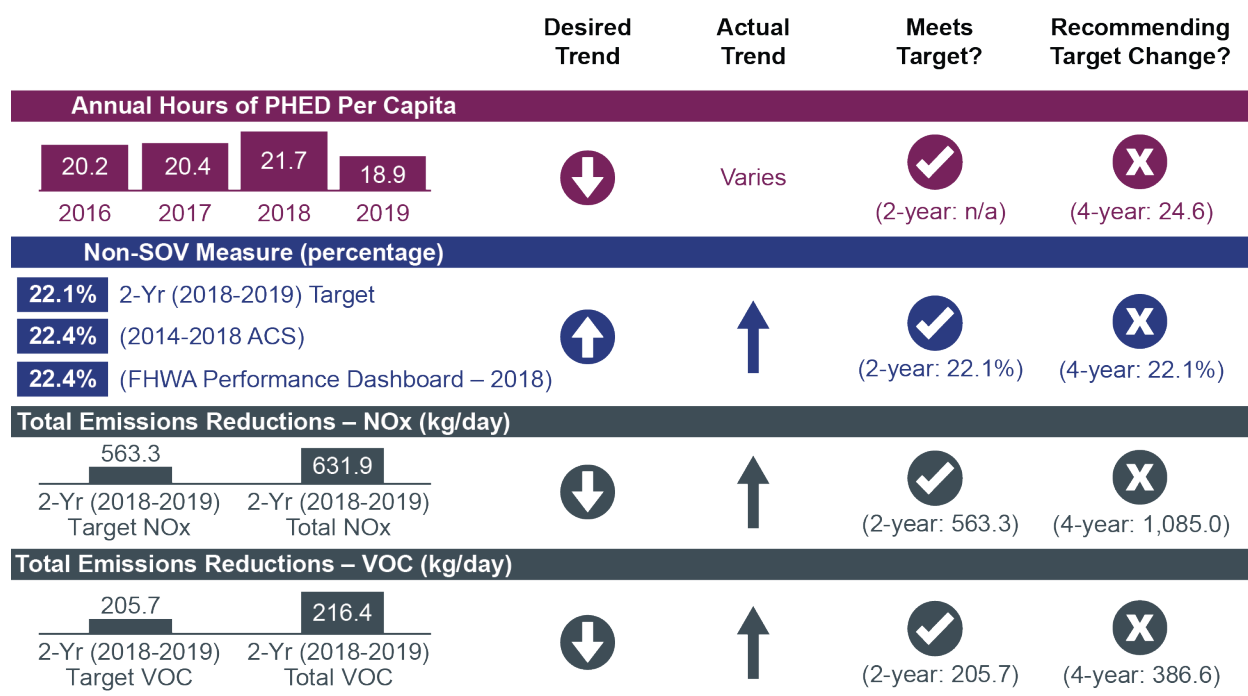 Desired Trend
Actual Trend
Meets Target?
Recommending Target Change?
Annual Hours of PHED Per Capita
20.2 20.4 21.7 18.9
2016 2017 2018 2019
Varies
(2-year: n/a)
(4-year: 24.6)
Non-SOV Measure (percentage)
22.1% 2-Yr (2018-2019) Target
22.4% (2014-2018 ACS)
22.4% (FHWA Performance Dashboard – 2018)
(2-year: 22.1%)
(4-year: 22.1%)
Total Emissions Reductions – NOx (kg/day)
563.3
2-Yr (2018-2019)
Target NOx
631.9
2-Yr (2018-2019)
Total NOx
(2-year: 563.3)
(4-year: 1,085.0)
Total Emissions Reductions – VOC (kg/day)
205.7
2-Yr (2018-2019)
Target VOC
216.4
2-Yr (2018-2019)
Total VOC
(2-year: 205.7)
(4-year: 386.6)